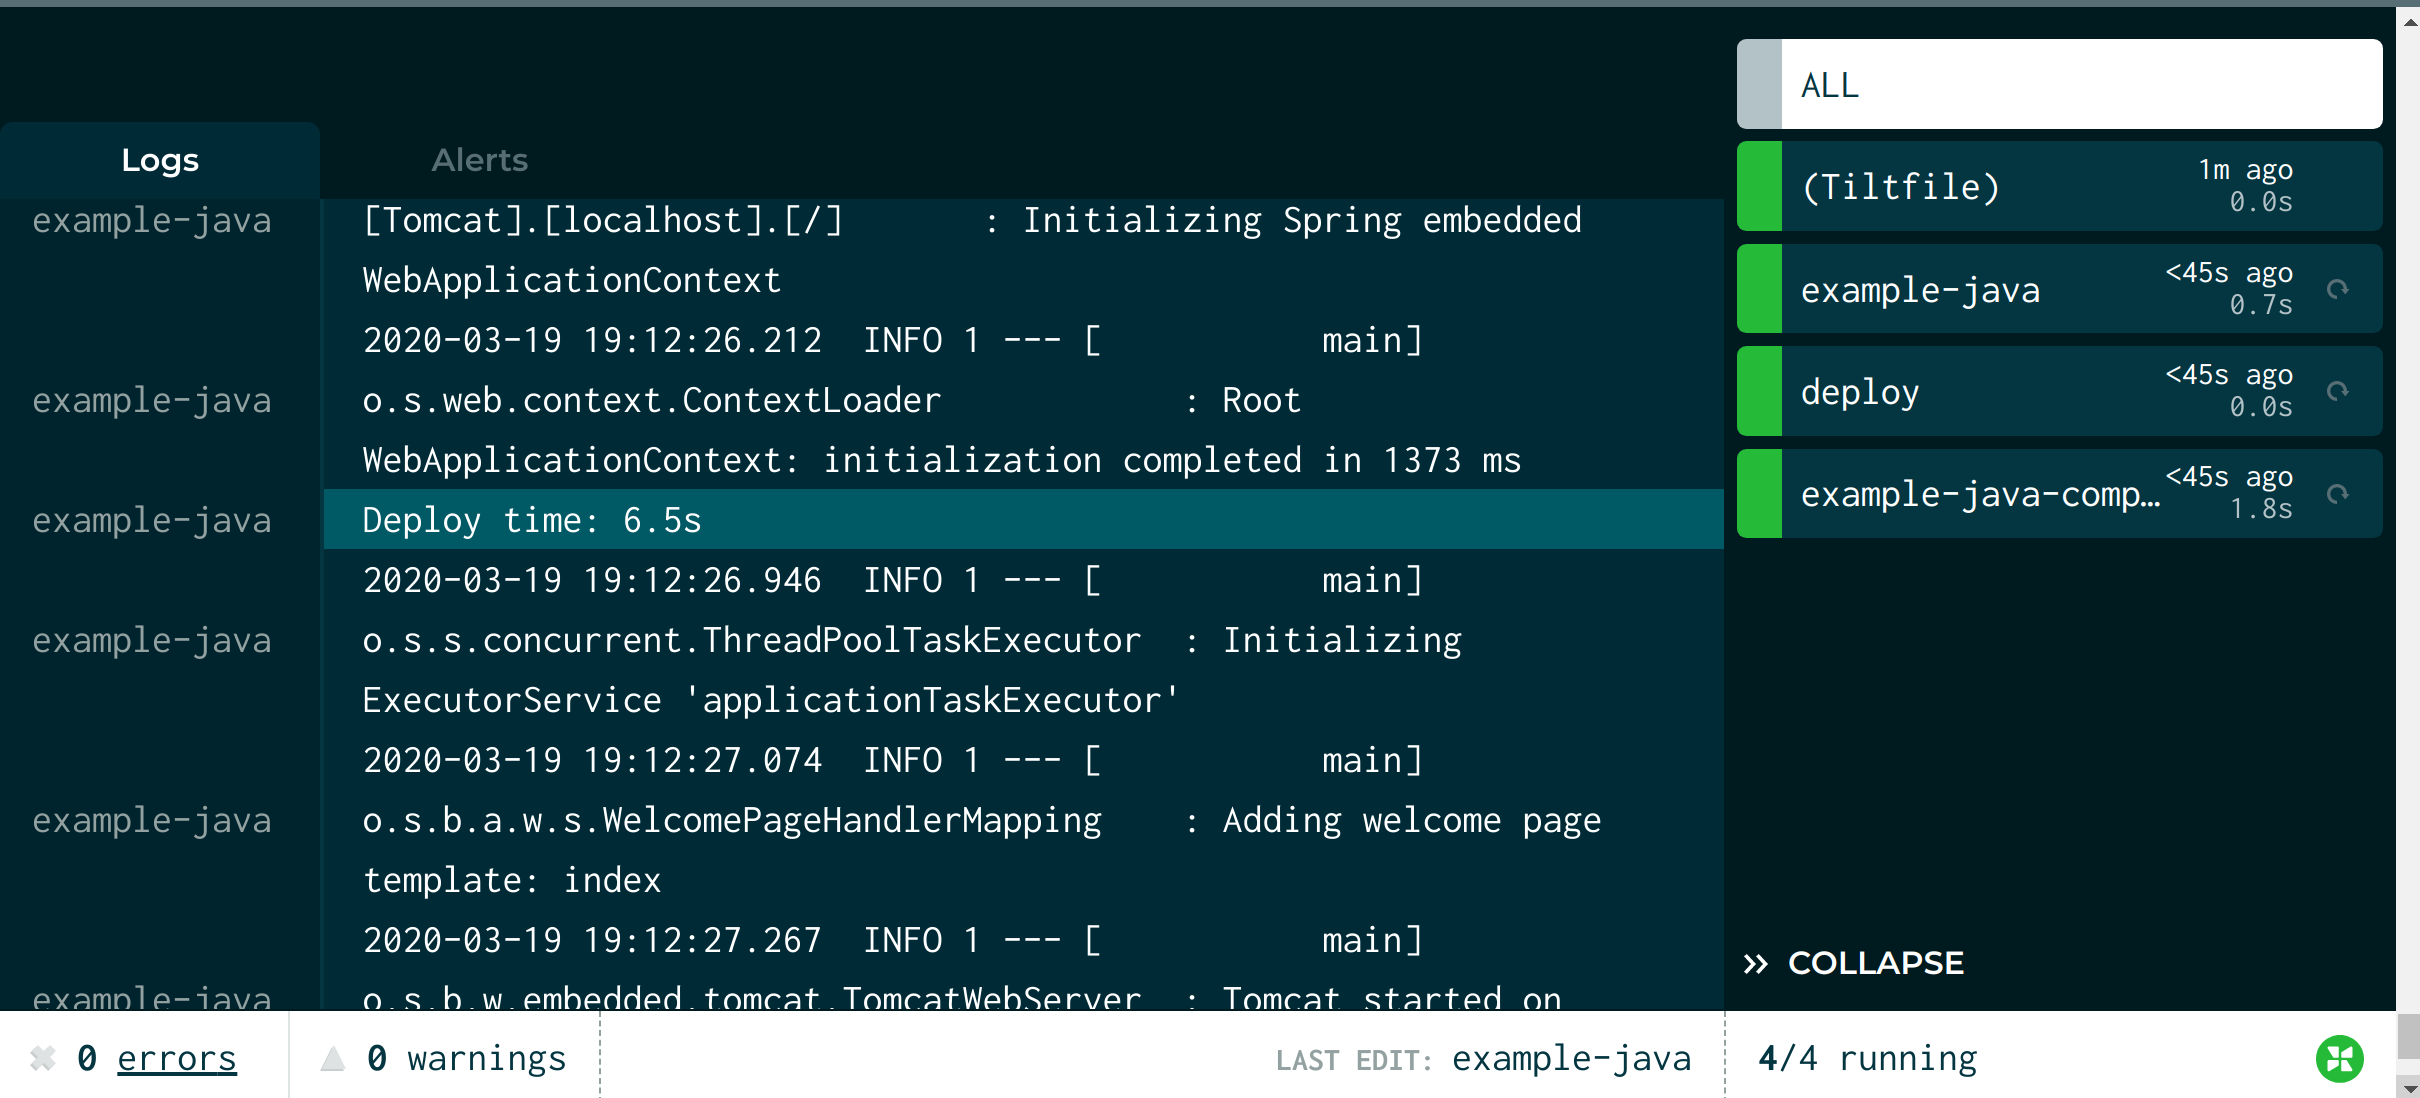 Logs
Alerts
example-java [Tomcat].[localhost].[/] : Initializing Spring embedded
WebApplicationContext
2020-03-19 19:12:26.212 INFO 1 --- [ main]
example-java o.s.web.context.ContextLoader : Root
WebApplicationContext: initialization completed in 1373 ms
example-java Deploy time: 6.5s
2020-03-19 19:12:26.946 INFO 1 --- [ main]
example-java o.s.s.concurrent.ThreadPoolTaskExecutor : Initializing
ExecutorService 'applicationTaskExecutor'
2020-03-19 19:12:27.074 INFO 1 --- [ main]
example-java o.s.b.a.w.s.WelcomePageHandlerMapping : Adding welcome page
template: index
2020-03-19 19:12:27.267 INFO 1 --- [ main]
example-java o.s.b.w.embedded.tomcat.TomcatWebServer : Tomcat started on
ALL
(Tiltfile) 1m ago
0.0s
example-java <45s ago
0.7s
deploy <45s ago
0.0s
example-java-comp… <45s ago
1.8s
» COLLAPSE
0 errors
0 warnings
LAST EDIT: example-java
4/4 running